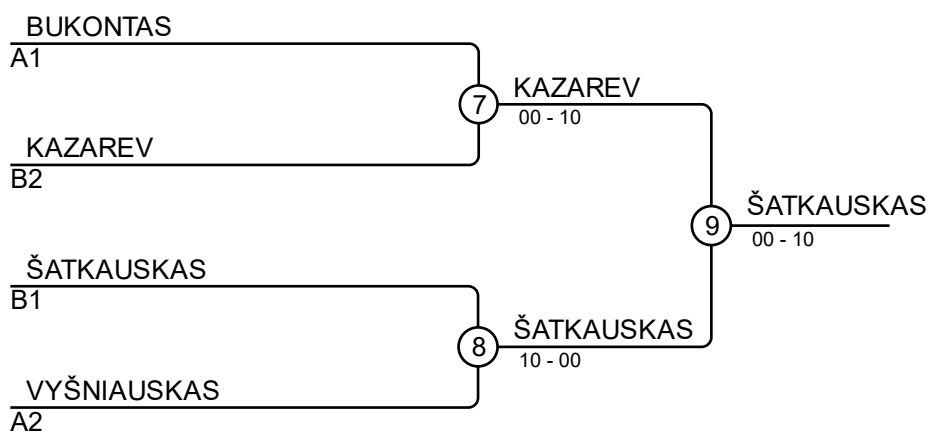 BUKONTAS
A1
7
KAZAREV
00 - 10
KAZAREV
B2
9
ŠATKAUSKAS
00 - 10
ŠATKAUSKAS
B1
8
ŠATKAUSKAS
10 - 00
VYŠNIAUSKAS
A2